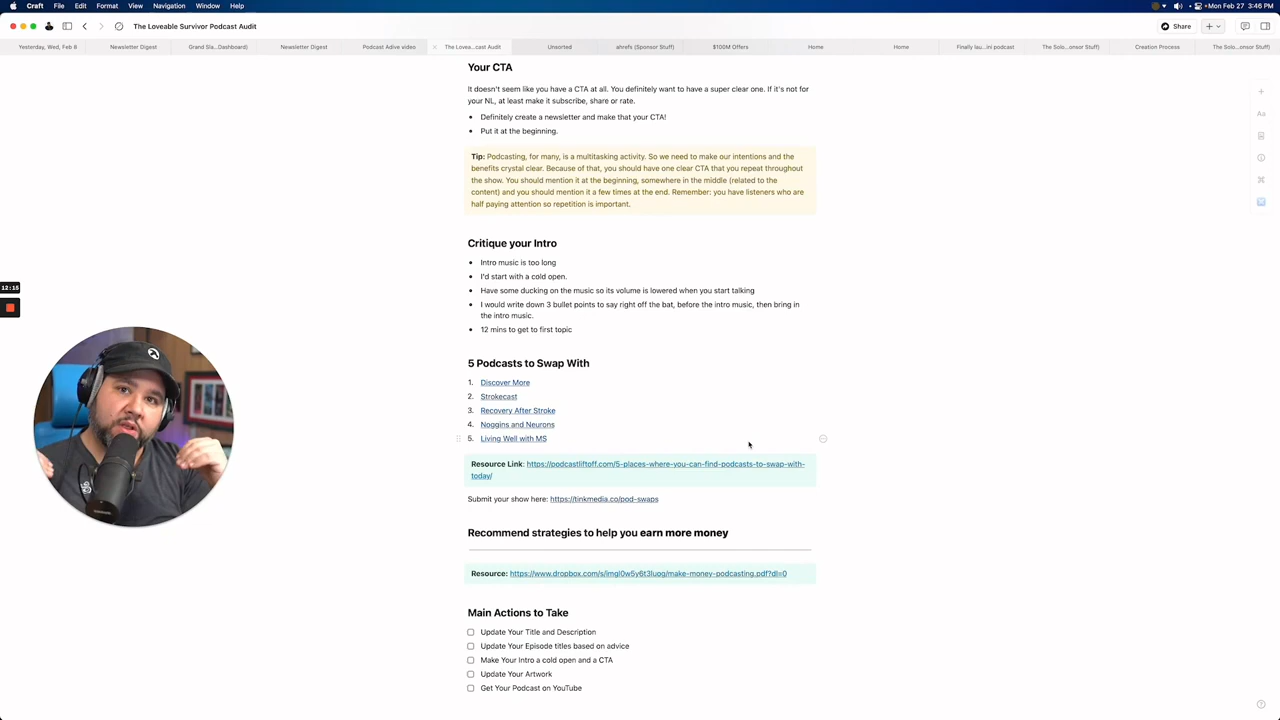 Craft File Edit Format View Navigation Window Help
Mon Feb 27 3:46 PM
The Loveable Survivor Podcast Audit
Share
Yesterday, Wed, Feb 8
Newsletter Digest
Grand Sla...Dashboard)
Newsletter Digest
Podcast Adive video
The Lovea...cast Audit
Unsorted
ahrefs (Sponsor Stuff)
$100M Offers
Home
Home
Finally lau...ini podcast
The Solo...onsor Stuff)
Creation Process
The Solo...onsor Stuff)
Your CTA
It doesn't seem like you have a CTA at all. You definitely want to have a super clear one. If it's not for
your NL, at least make it subscribe, share or rate.
• Definitely create a newsletter and make that your CTA!
• Put it at the beginning.
Tip: Podcasting, for many, is a multitasking activity. So we need to make our intentions and the
benefits crystal clear. Because of that, you should have one clear CTA that you repeat throughout
the show. You should mention it at the beginning, somewhere in the middle (related to the
content) and you should mention it a few times at the end. Remember: you have listeners who are
half paying attention so repetition is important.
Critique your Intro
• Intro music is too long
• I'd start with a cold open.
• Have some ducking on the music so its volume is lowered when you start talking
• I would write down 3 bullet points to say right off the bat, before the intro music, then bring in
the intro music.
• 12 mins to get to first topic
12:15
5 Podcasts to Swap With
1. Discover More
2. Strokecast
3. Recovery After Stroke
4. Noggins and Neurons
5. Living Well with MS
Resource Link: https://podcastliftoff.com/5-places-where-you-can-find-podcasts-to-swap-with-
today/
Submit your show here: https://tinkmedia.co/pod-swaps
Recommend strategies to help you earn more money
Resource: https://www.dropbox.com/s/imgl0w5y6t3luog/make-money-podcasting.pdf?dl=0
Main Actions to Take
Update Your Title and Description
Update Your Episode titles based on advice
Make Your Intro a cold open and a CTA
Update Your Artwork
Get Your Podcast on YouTube
Aa